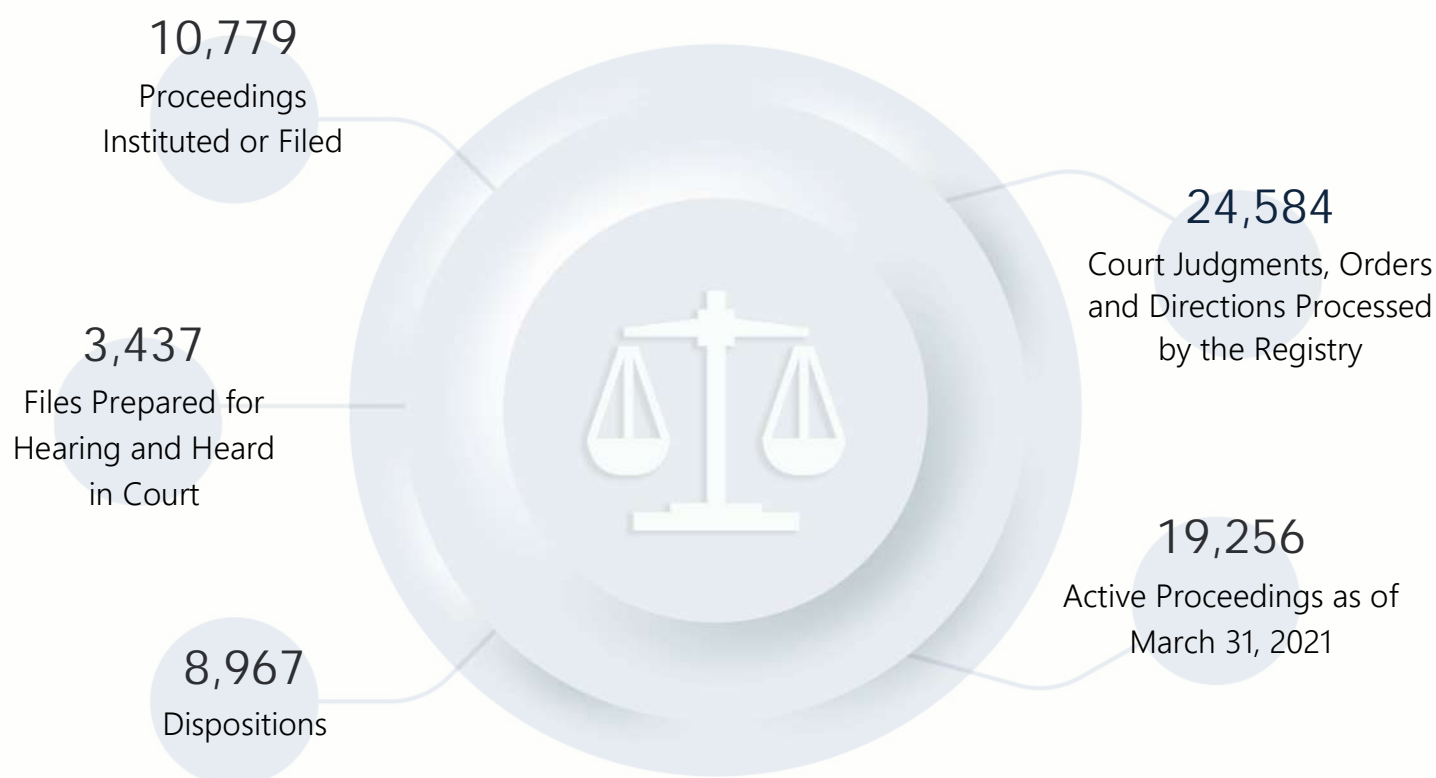 10,779
Proceedings
Instituted or Filed
3,437
Files Prepared for
Hearing and Heard
in Court
8,967
Dispositions
24,584
Court Judgments, Orders
and Directions Processed
by the Registry
19,256
Active Proceedings as of
March 31, 2021